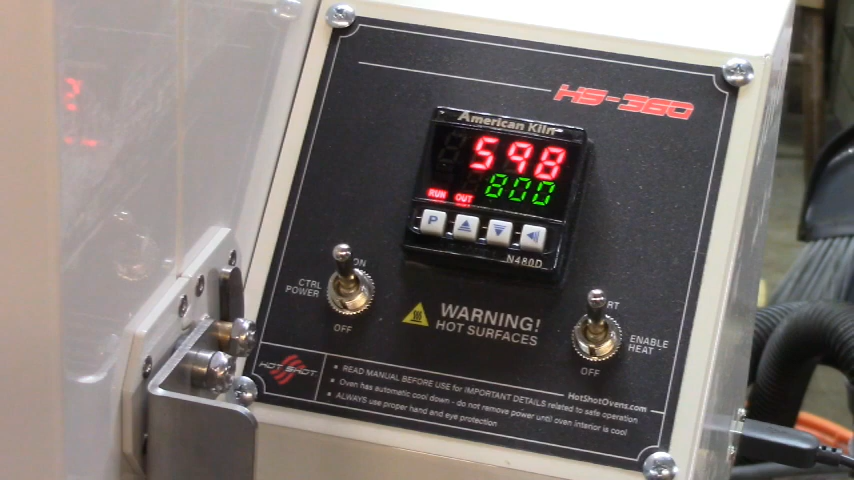 HS-360
American Kiln
598
800
RUN OUT
P
N480D
ON
CTRL
POWER
OFF
WARNING!
HOT SURFACES
RT
ENABLE
HEAT
OFF
HOT SHOT
READ MANUAL BEFORE USE for IMPORTANT DETAILS related to safe operation
Oven has automatic cool down - do not remove power until oven interior is cool
ALWAYS use proper hand and eye protection
HotShotOvens.com